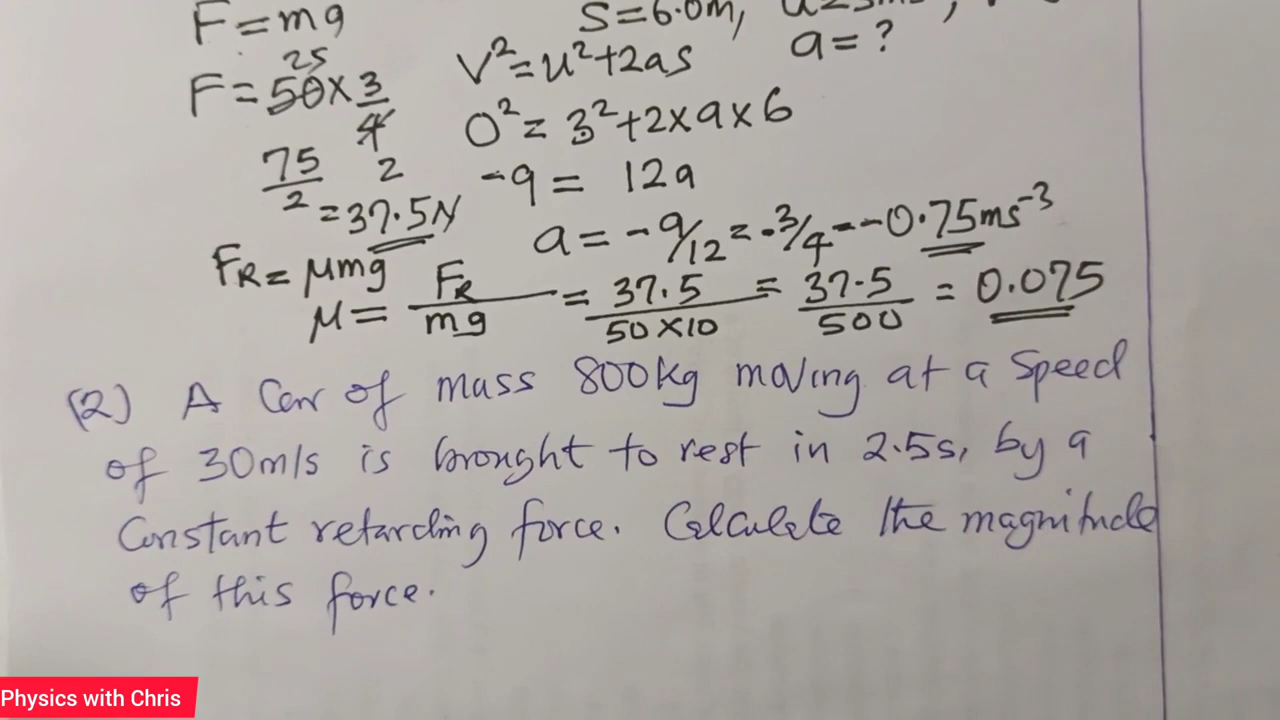 F = ma
S = 6.0m,
a = ?
25
F = 50 × 3/4
2
75/2 = 37.5N
V² = u² + 2as
0² = 3² + 2×a×6
-9 = 12a
a = -9/12 = -3/4 = -0.75ms⁻³
FR = μmg
μ = FR/mg = 37.5/50×10 = 37.5/500 = 0.075
(2) A Car of mass 800kg moving at a Speed
of 30m/s is brought to rest in 2.5s, by a
Constant retarding force. Calculate the magnitude
of this force.
Physics with Chris